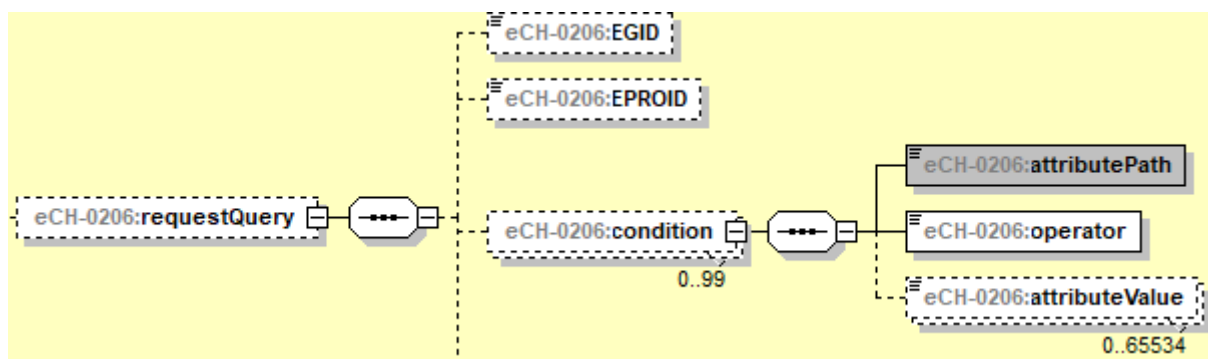 eCH-0206:EGID
eCH-0206:EPROID
eCH-0206:attributePath
eCH-0206:requestQuery
eCH-0206:condition
0..99
eCH-0206:operator
eCH-0206:attributeValue
0..65534